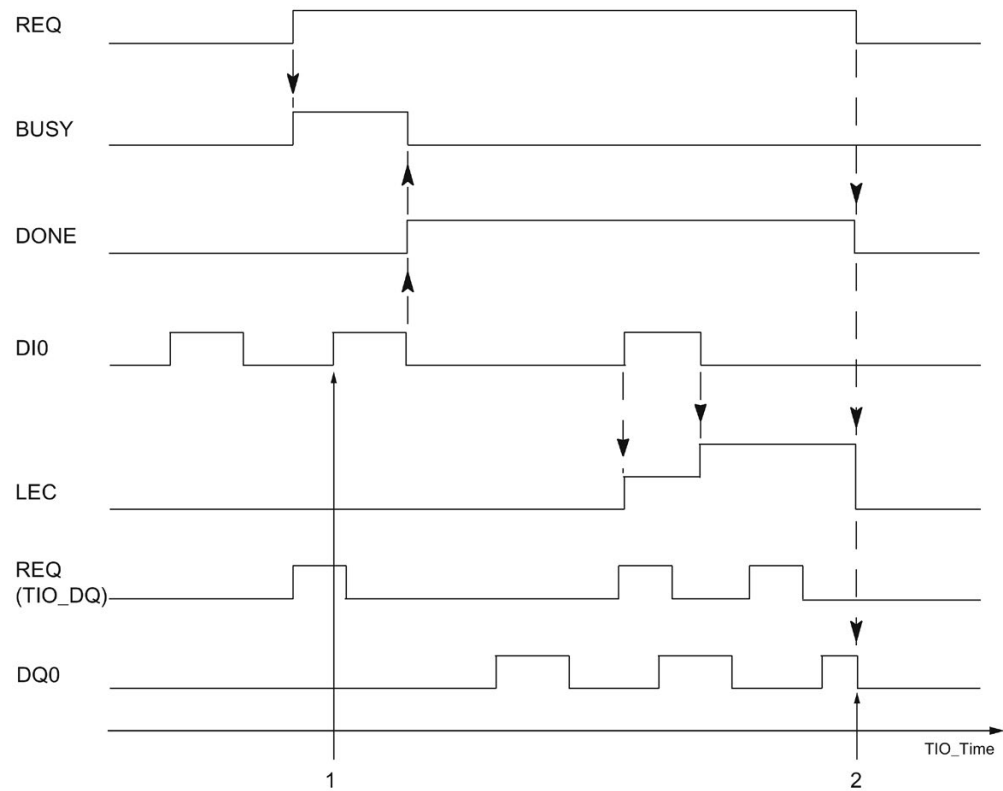 REQ
BUSY
DONE
DI0
LEC
REQ
(TIO_DQ)
DQ0
TIO_Time
1
2